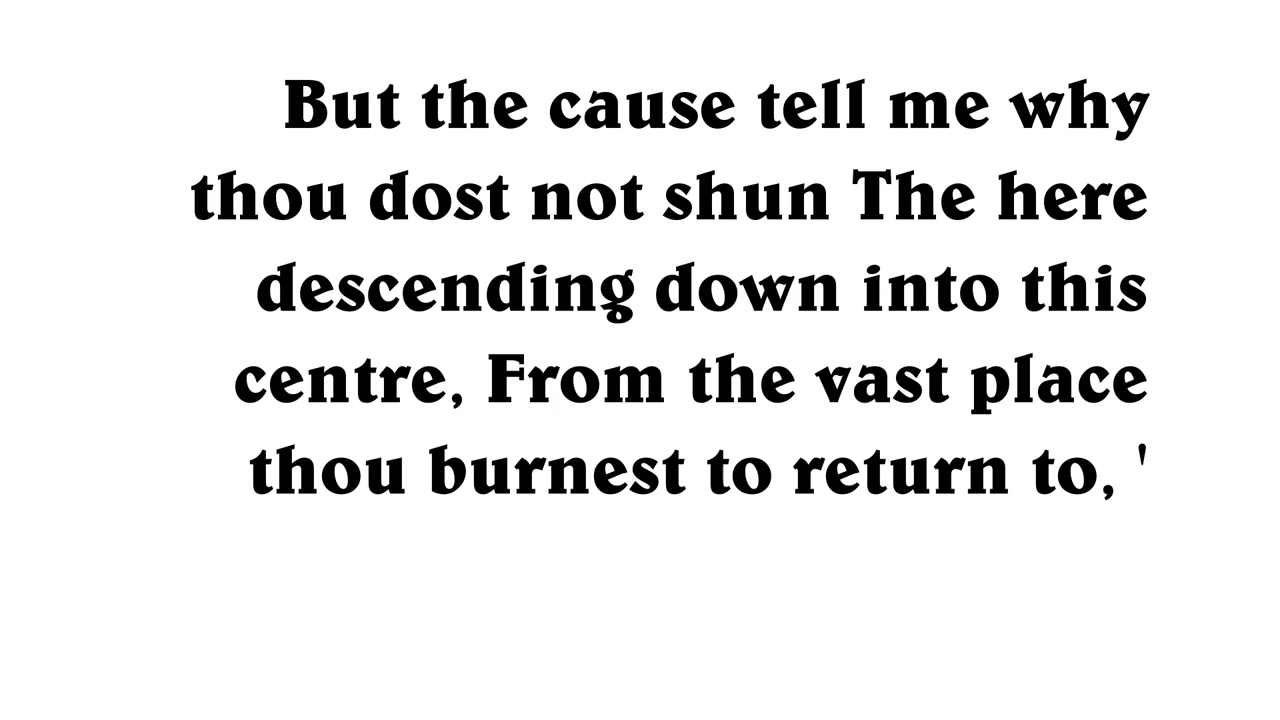 But the cause tell me why
thou dost not shun The here
descending down into this
centre, From the vast place
thou burnest to return to, '